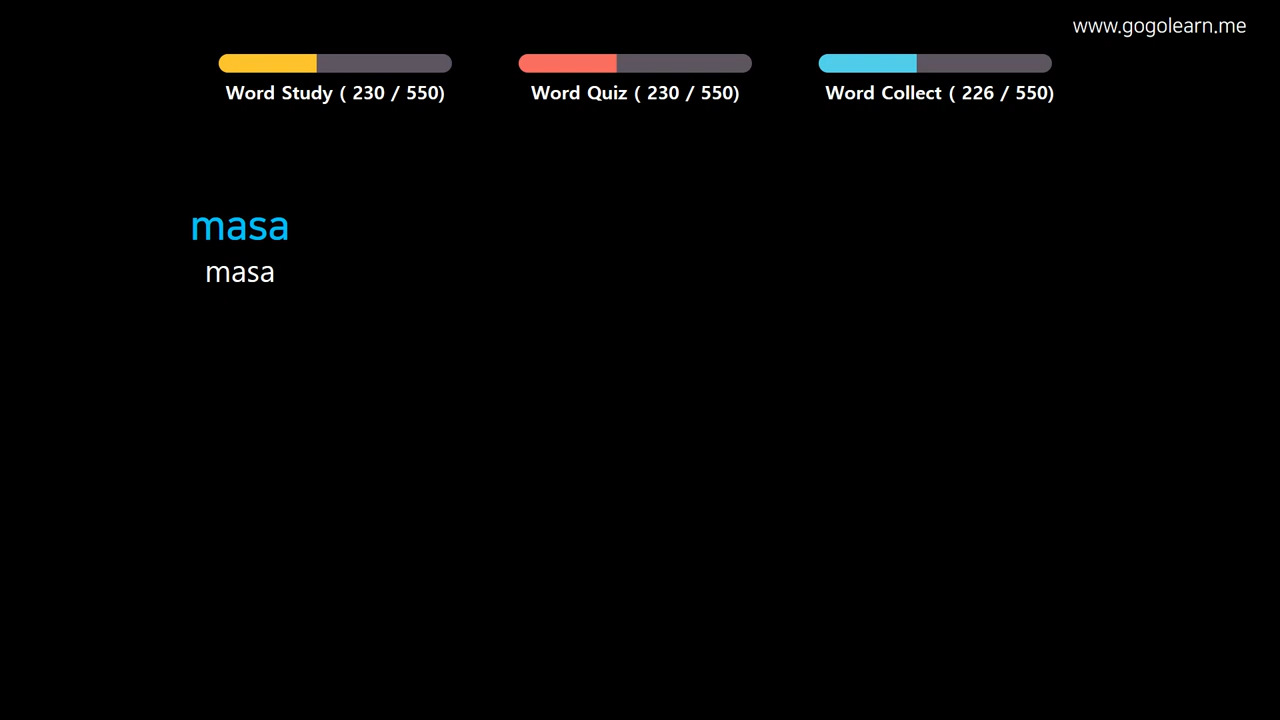 www.gogolearn.me
Word Study ( 230 / 550)
Word Quiz ( 230 / 550)
Word Collect ( 226 / 550)
masa
masa